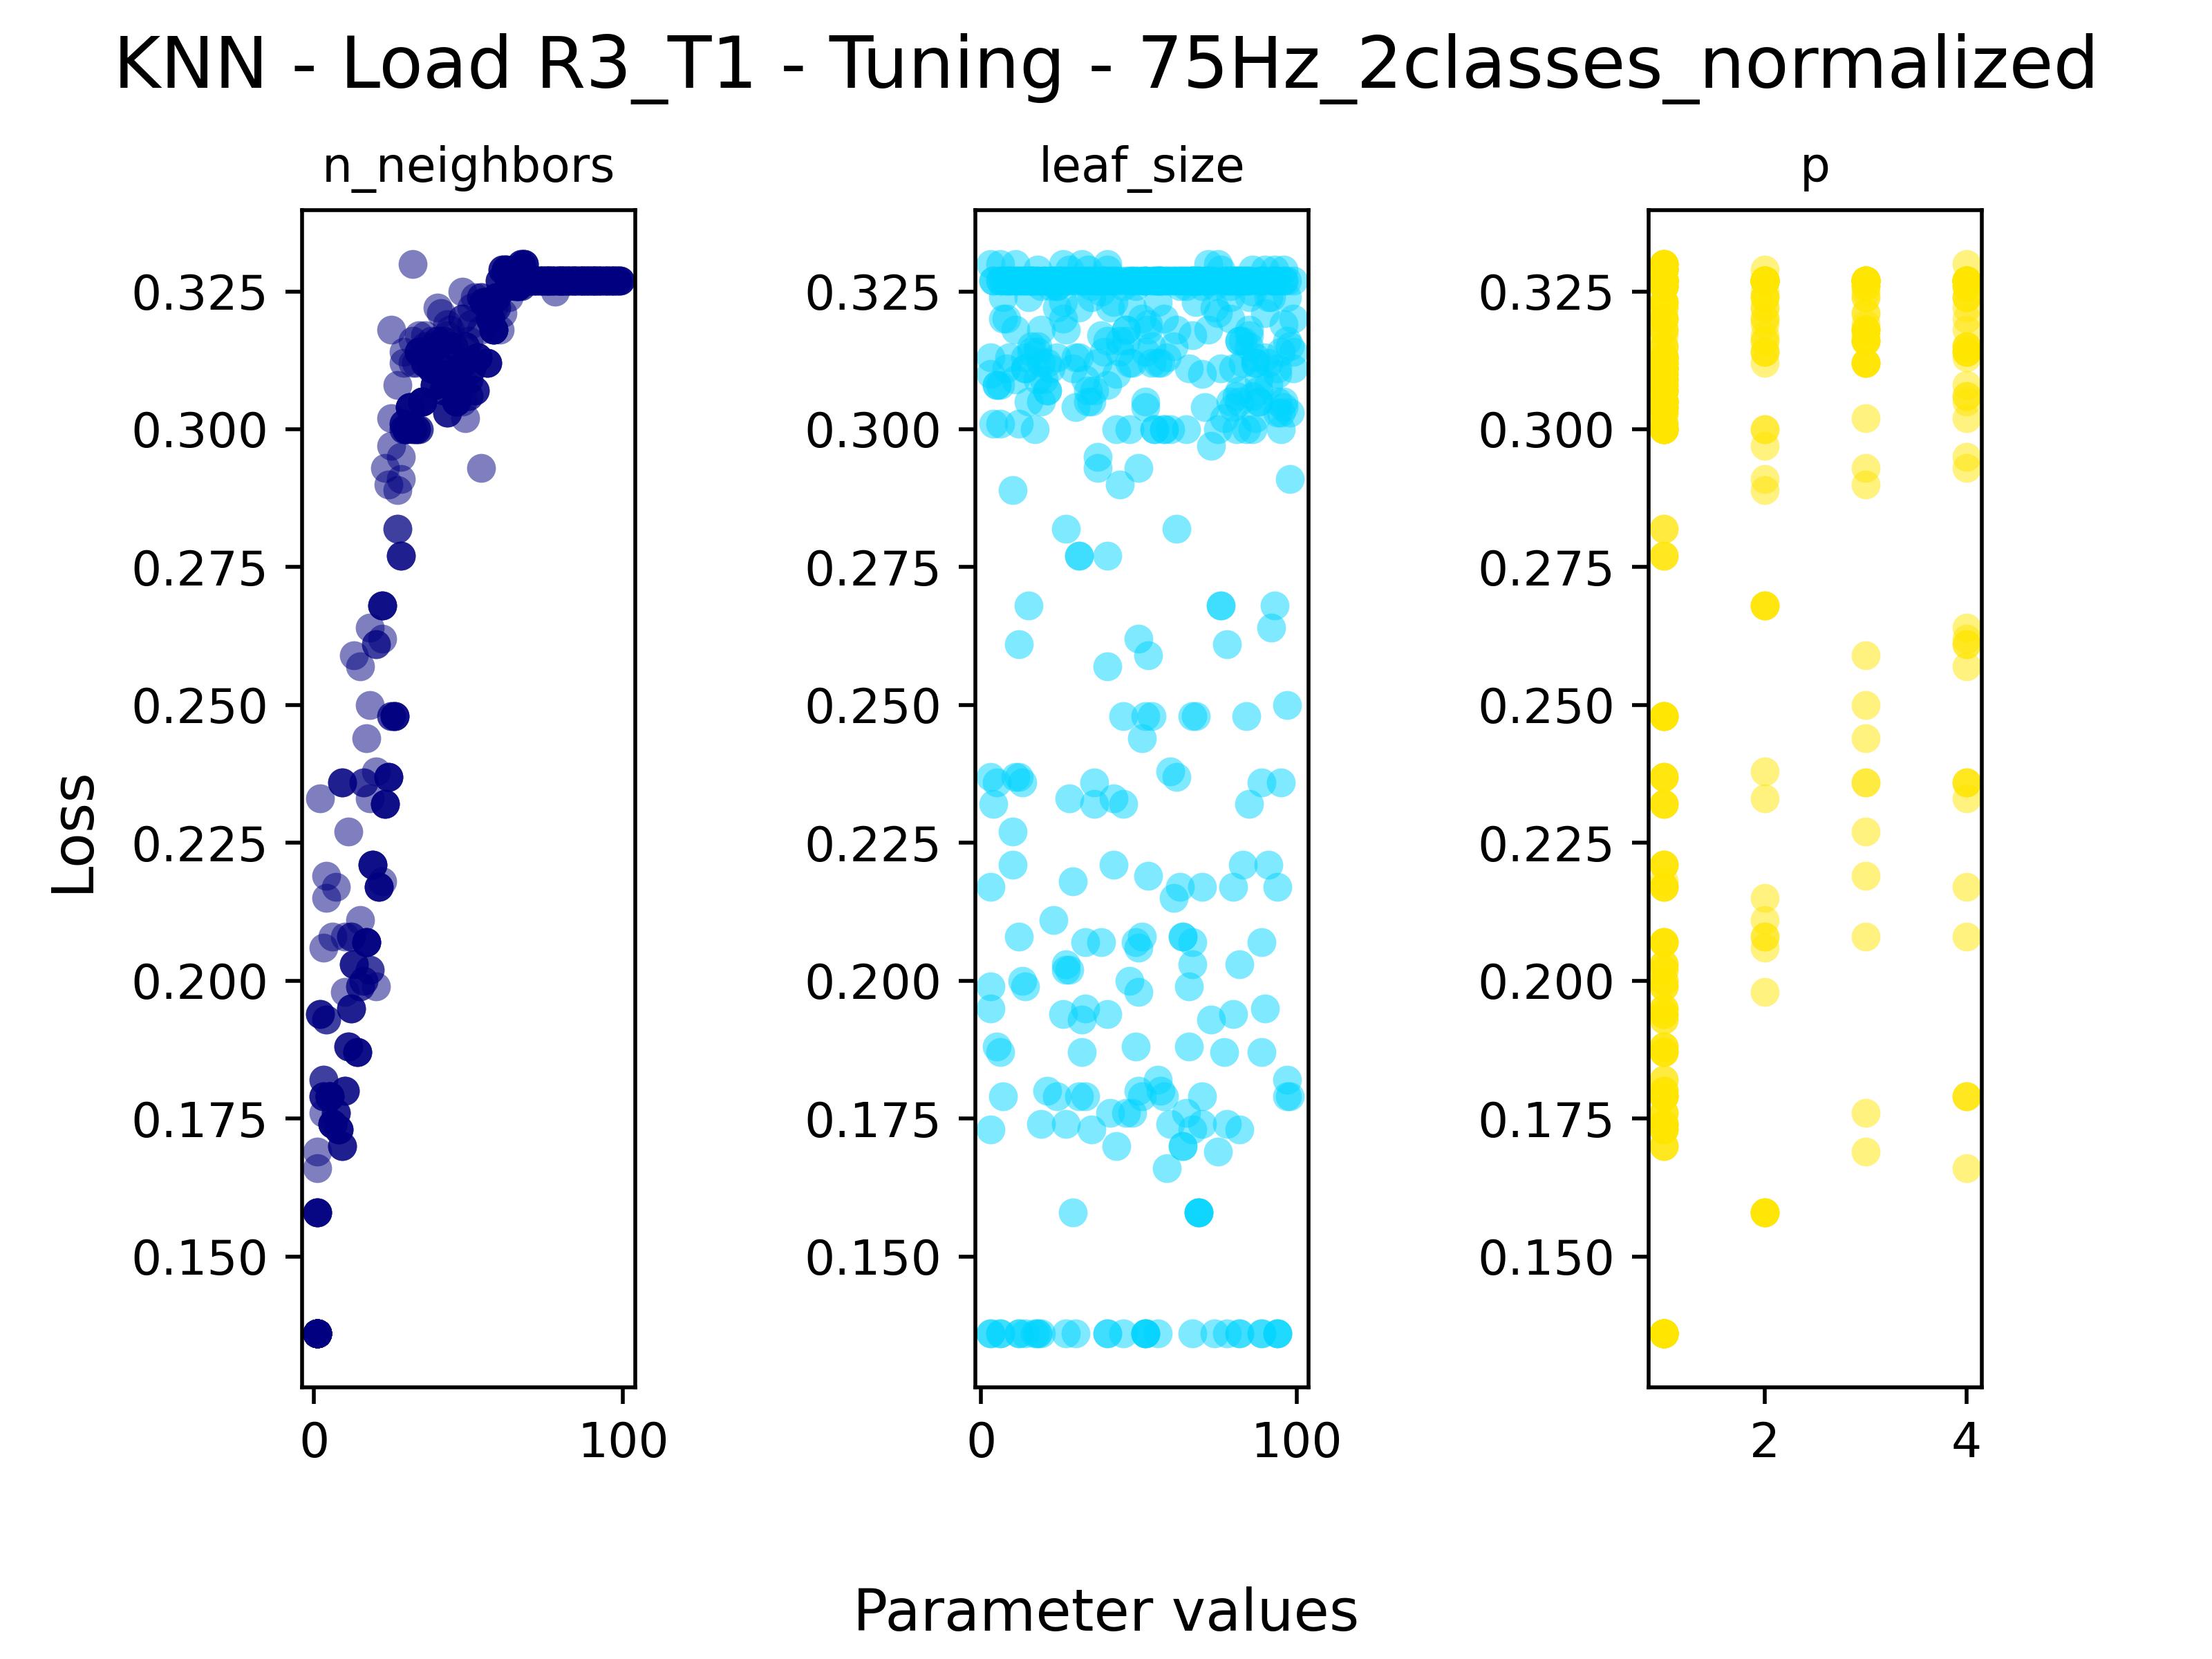 KNN - Load R3_T1 - Tuning - 75Hz_2classes_normalized
n_neighbors leaf_size p
0.325 0.325 0.325
0.300 0.300 0.300
0.275 0.275 0.275
0.250 0.250 0.250
0.225 0.225 0.225
0.200 0.200 0.200
0.175 0.175 0.175
0.150 0.150 0.150
Loss
0 100 0 100 2 4
Parameter values